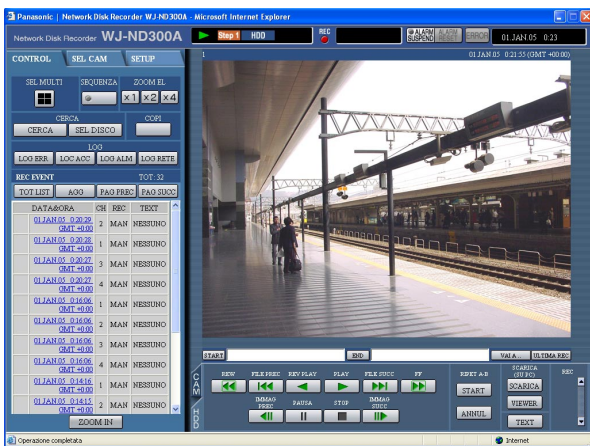 Panasonic | Network Disk Recorder WJ-ND300A - Microsoft Internet Explorer
Network Disk Recorder WJ-ND300A
Step 1 HDD
REC
ALARM SUSPEND
ALARM RESET
ERROR
01 JAN.05 0:23
CONTROL SEL CAM SETUP
1
01 JAN.05 0:21:55 (GMT +00:00)
SEL MULTI SEQUENZA ZOOM EL
x1 x2 x4
CERCA COPI
CERCA SEL DISCO
LOG
LOG ERR LOG ACC LOG ALM LOG RETE
REC EVENT TOT: 32
TOT LIST AGG PAG PREC PAG SUCC
DATA&ORA CH REC TEXT
01.JAN.05 0:20:29 GMT +0:00 2 MAN NESSUNO
01.JAN.05 0:20:28 GMT +0:00 1 MAN NESSUNO
01.JAN.05 0:20:27 GMT +0:00 3 MAN NESSUNO
01.JAN.05 0:20:27 GMT +0:00 4 MAN NESSUNO
01.JAN.05 0:16:06 GMT +0:00 1 MAN NESSUNO
01.JAN.05 0:16:06 GMT +0:00 2 MAN NESSUNO
01.JAN.05 0:16:06 GMT +0:00 3 MAN NESSUNO
01.JAN.05 0:16:06 GMT +0:00 4 MAN NESSUNO
01.JAN.05 0:14:16 GMT +0:00 1 MAN NESSUNO
01.JAN.05 0:14:15 GMT +0:00 2 MAN NESSUNO
ZOOM IN
START END VAI A... ULTIMA REC
CAM
HDD
REW FILE PREC REV PLAY PLAY FILE SUCC FF
IMMAG PREC PAUSA STOP IMMAG SUCC
RIPET A-B
START
ANNUL
SCARICA (SU PC)
SCARICA
VIEWER
TEXT
REC
Operazione completata
Internet